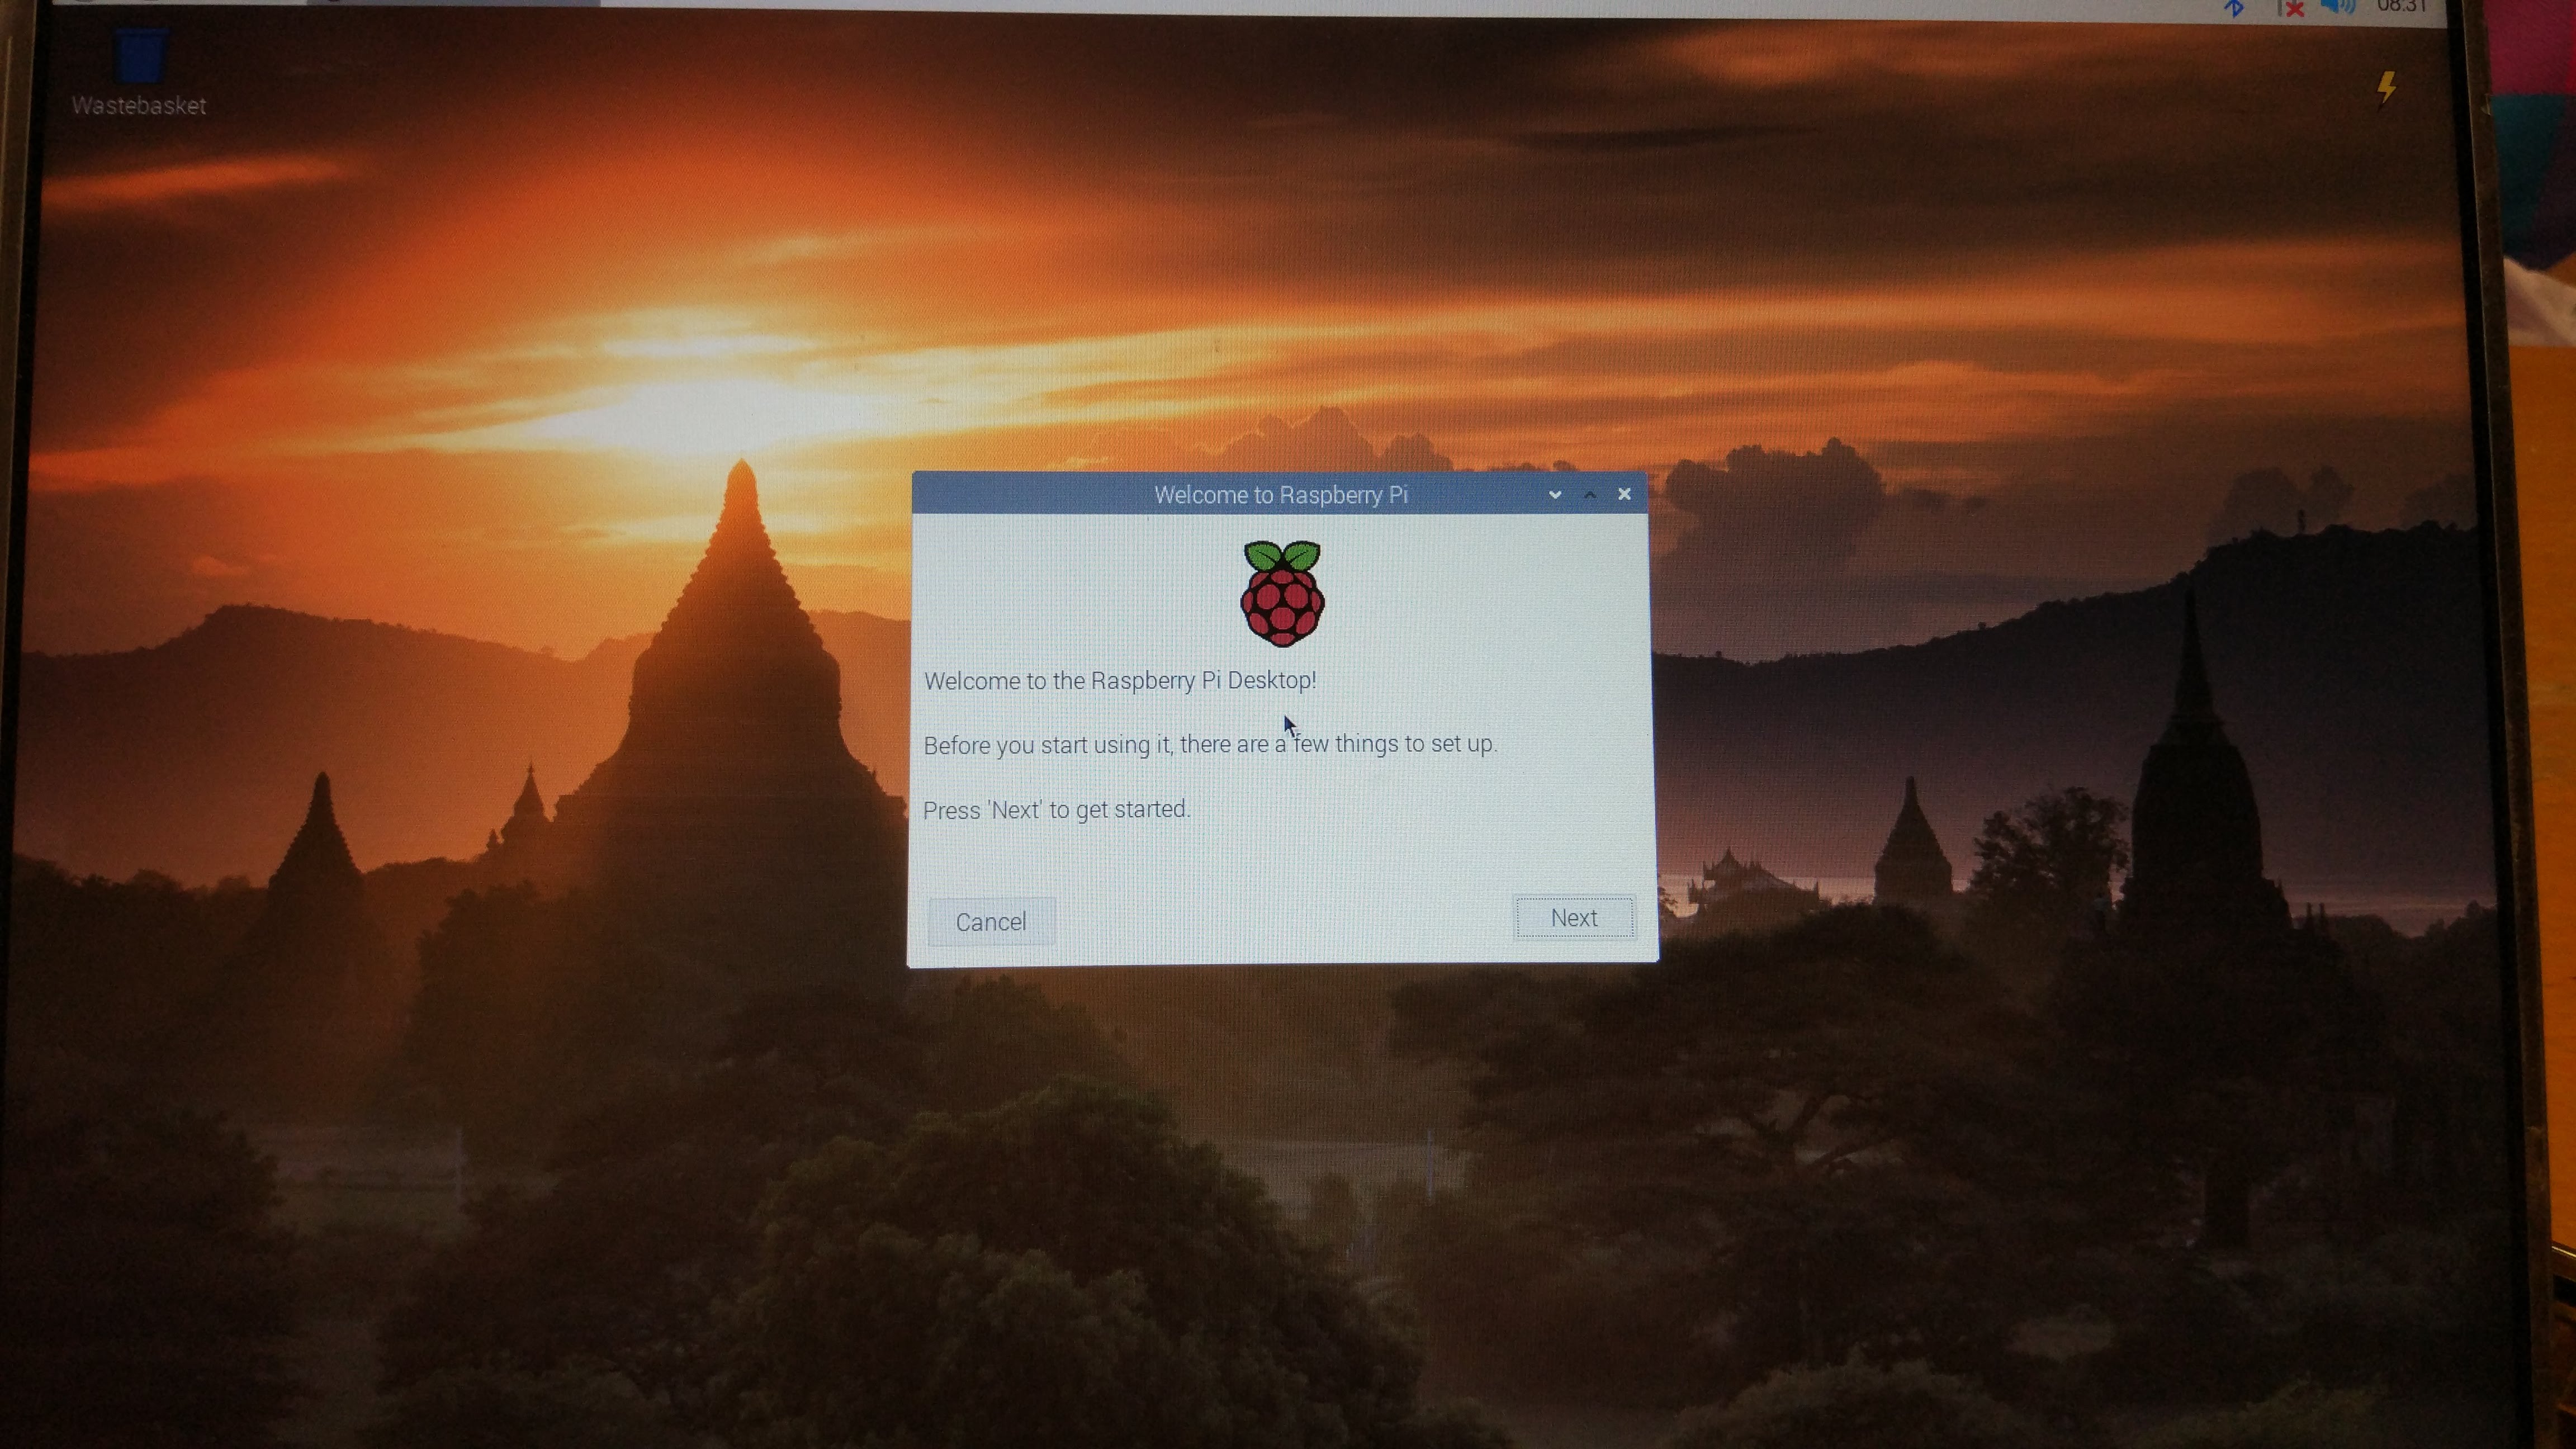 08:31
Wastebasket
Welcome to Raspberry Pi
Welcome to the Raspberry Pi Desktop!
Before you start using it, there are a few things to set up.
Press 'Next' to get started.
Cancel
Next